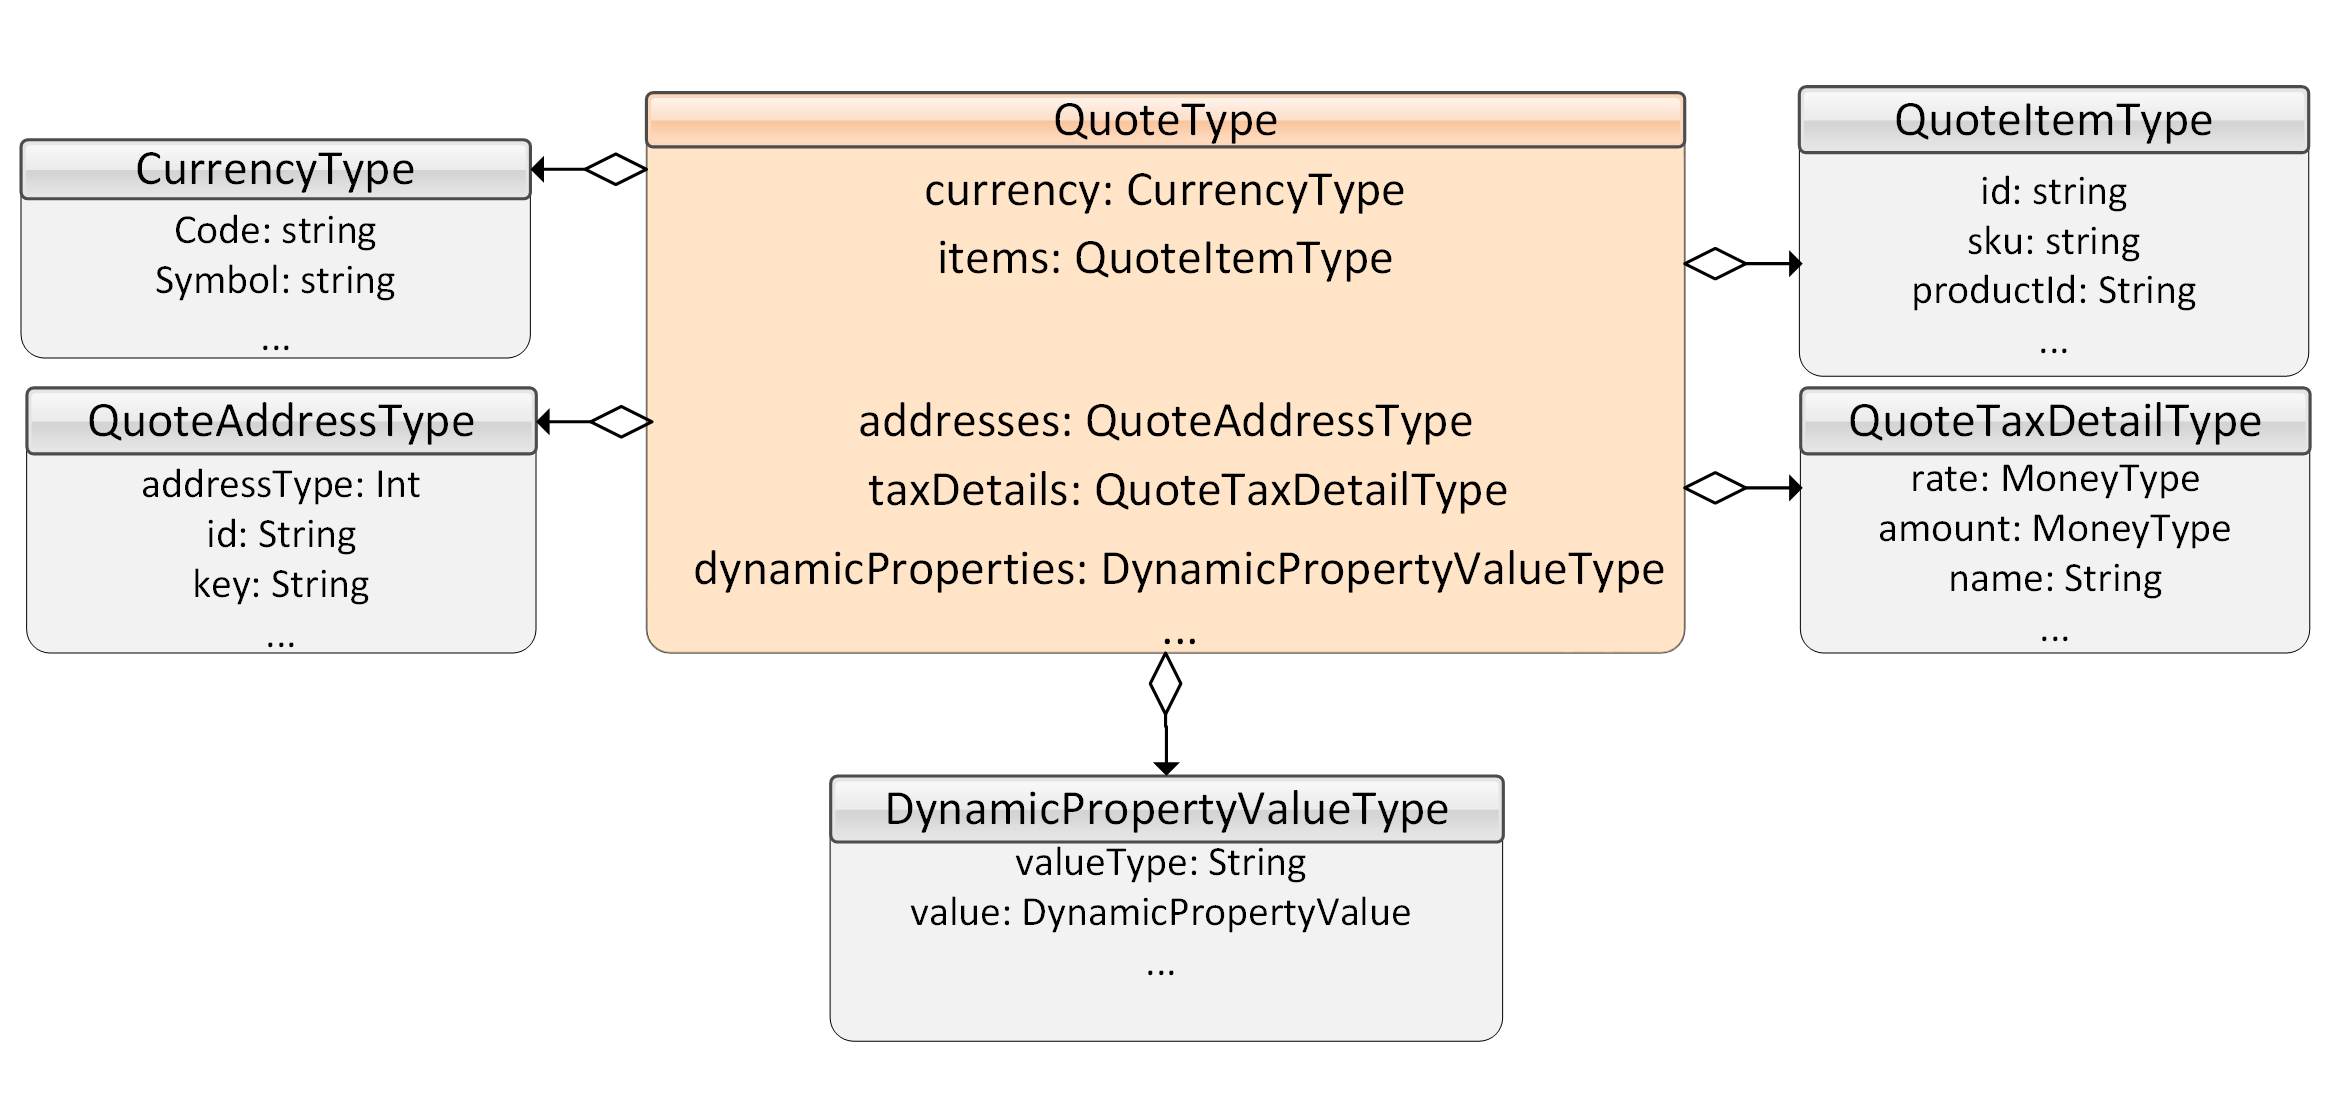 CurrencyType
Code: string
Symbol: string
...
QuoteAddressType
addressType: Int
id: String
key: String
...
QuoteType
currency: CurrencyType
items: QuoteItemType
addresses: QuoteAddressType
taxDetails: QuoteTaxDetailType
dynamicProperties: DynamicPropertyValueType
...
QuoteItemType
id: string
sku: string
productId: String
...
QuoteTaxDetailType
rate: MoneyType
amount: MoneyType
name: String
...
DynamicPropertyValueType
valueType: String
value: DynamicPropertyValue
...